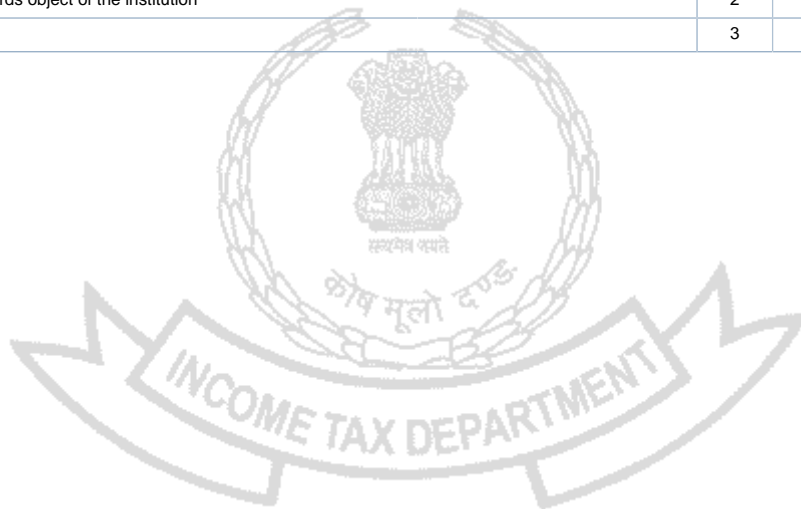 rds object of the institution 2
3
सत्यमेव जयते
कोष मूलो दण्डः
INCOME TAX DEPARTMENT